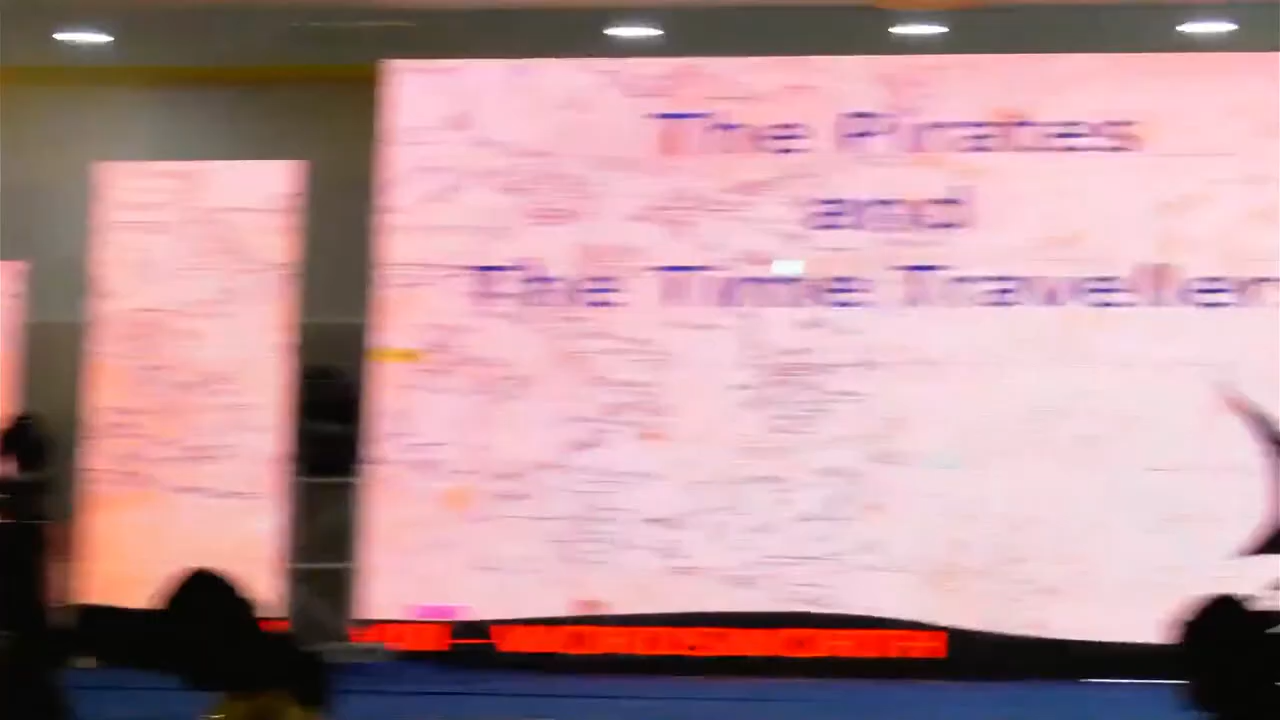 The Pirates
and
The Time Traveller